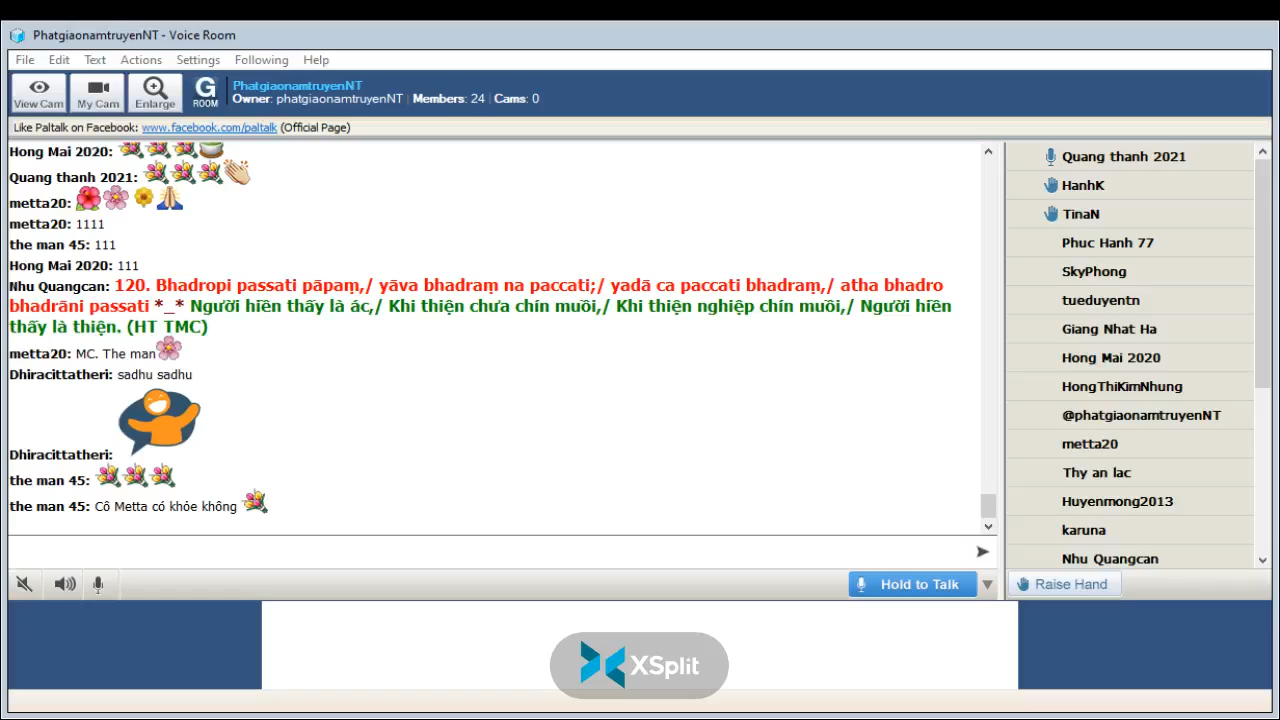 PhatgiaonamtruyenNT - Voice Room
File Edit Text Actions Settings Following Help
View Cam My Cam Enlarge G ROOM
PhatgiaonamtruyenNT
Owner: phatgiaonamtruyenNT | Members: 24 | Cams: 0
Like Paltalk on Facebook: www.facebook.com/paltalk (Official Page)
Hong Mai 2020:
Quang thanh 2021:
metta20:
metta20: 1111
the man 45: 111
Hong Mai 2020: 111
Nhu Quangcan: 120. Bhadropi passati pāpaṃ,/ yāva bhadraṃ na paccati;/ yadā ca paccati bhadraṃ,/ atha bhadro
bhadrāni passati *_* Người hiền thấy là ác,/ Khi thiện chưa chín muồi,/ Khi thiện nghiệp chín muồi,/ Người hiền
thấy là thiện. (HT TMC)
metta20: MC. The man
Dhiracittatheri: sadhu sadhu
Dhiracittatheri:
the man 45:
the man 45: Cô Metta có khỏe không
Quang thanh 2021
HanhK
TinaN
Phuc Hanh 77
SkyPhong
tueduyentn
Giang Nhat Ha
Hong Mai 2020
HongThiKimNhung
@phatgiaonamtruyenNT
metta20
Thy an lac
Huyenmong2013
karuna
Nhu Quangcan
Hold to Talk
Raise Hand
XSplit